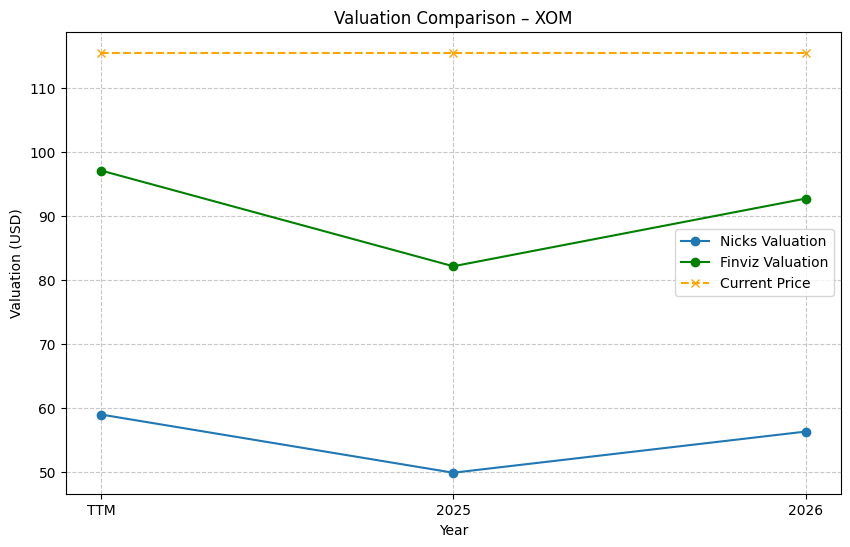 Valuation Comparison – XOM
Valuation (USD)
110
100
90
80
70
60
50
Nicks Valuation
Finviz Valuation
Current Price
TTM
2025
2026
Year